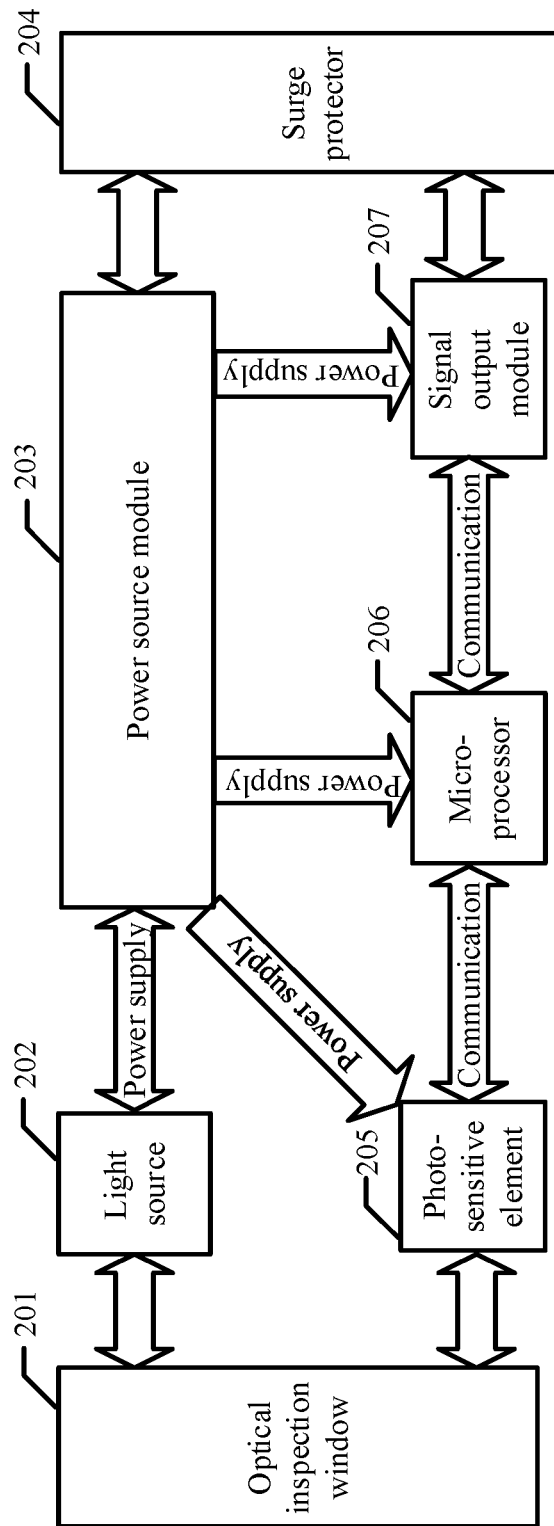 201
202
203
204
Optical
inspection
window
Light
source
Power supply
Power source module
Surge
protector
Power supply
Power supply
Power supply
205
206
207
Photo-
sensitive
element
Communication
Micro-
processor
Communication
Signal
output
module